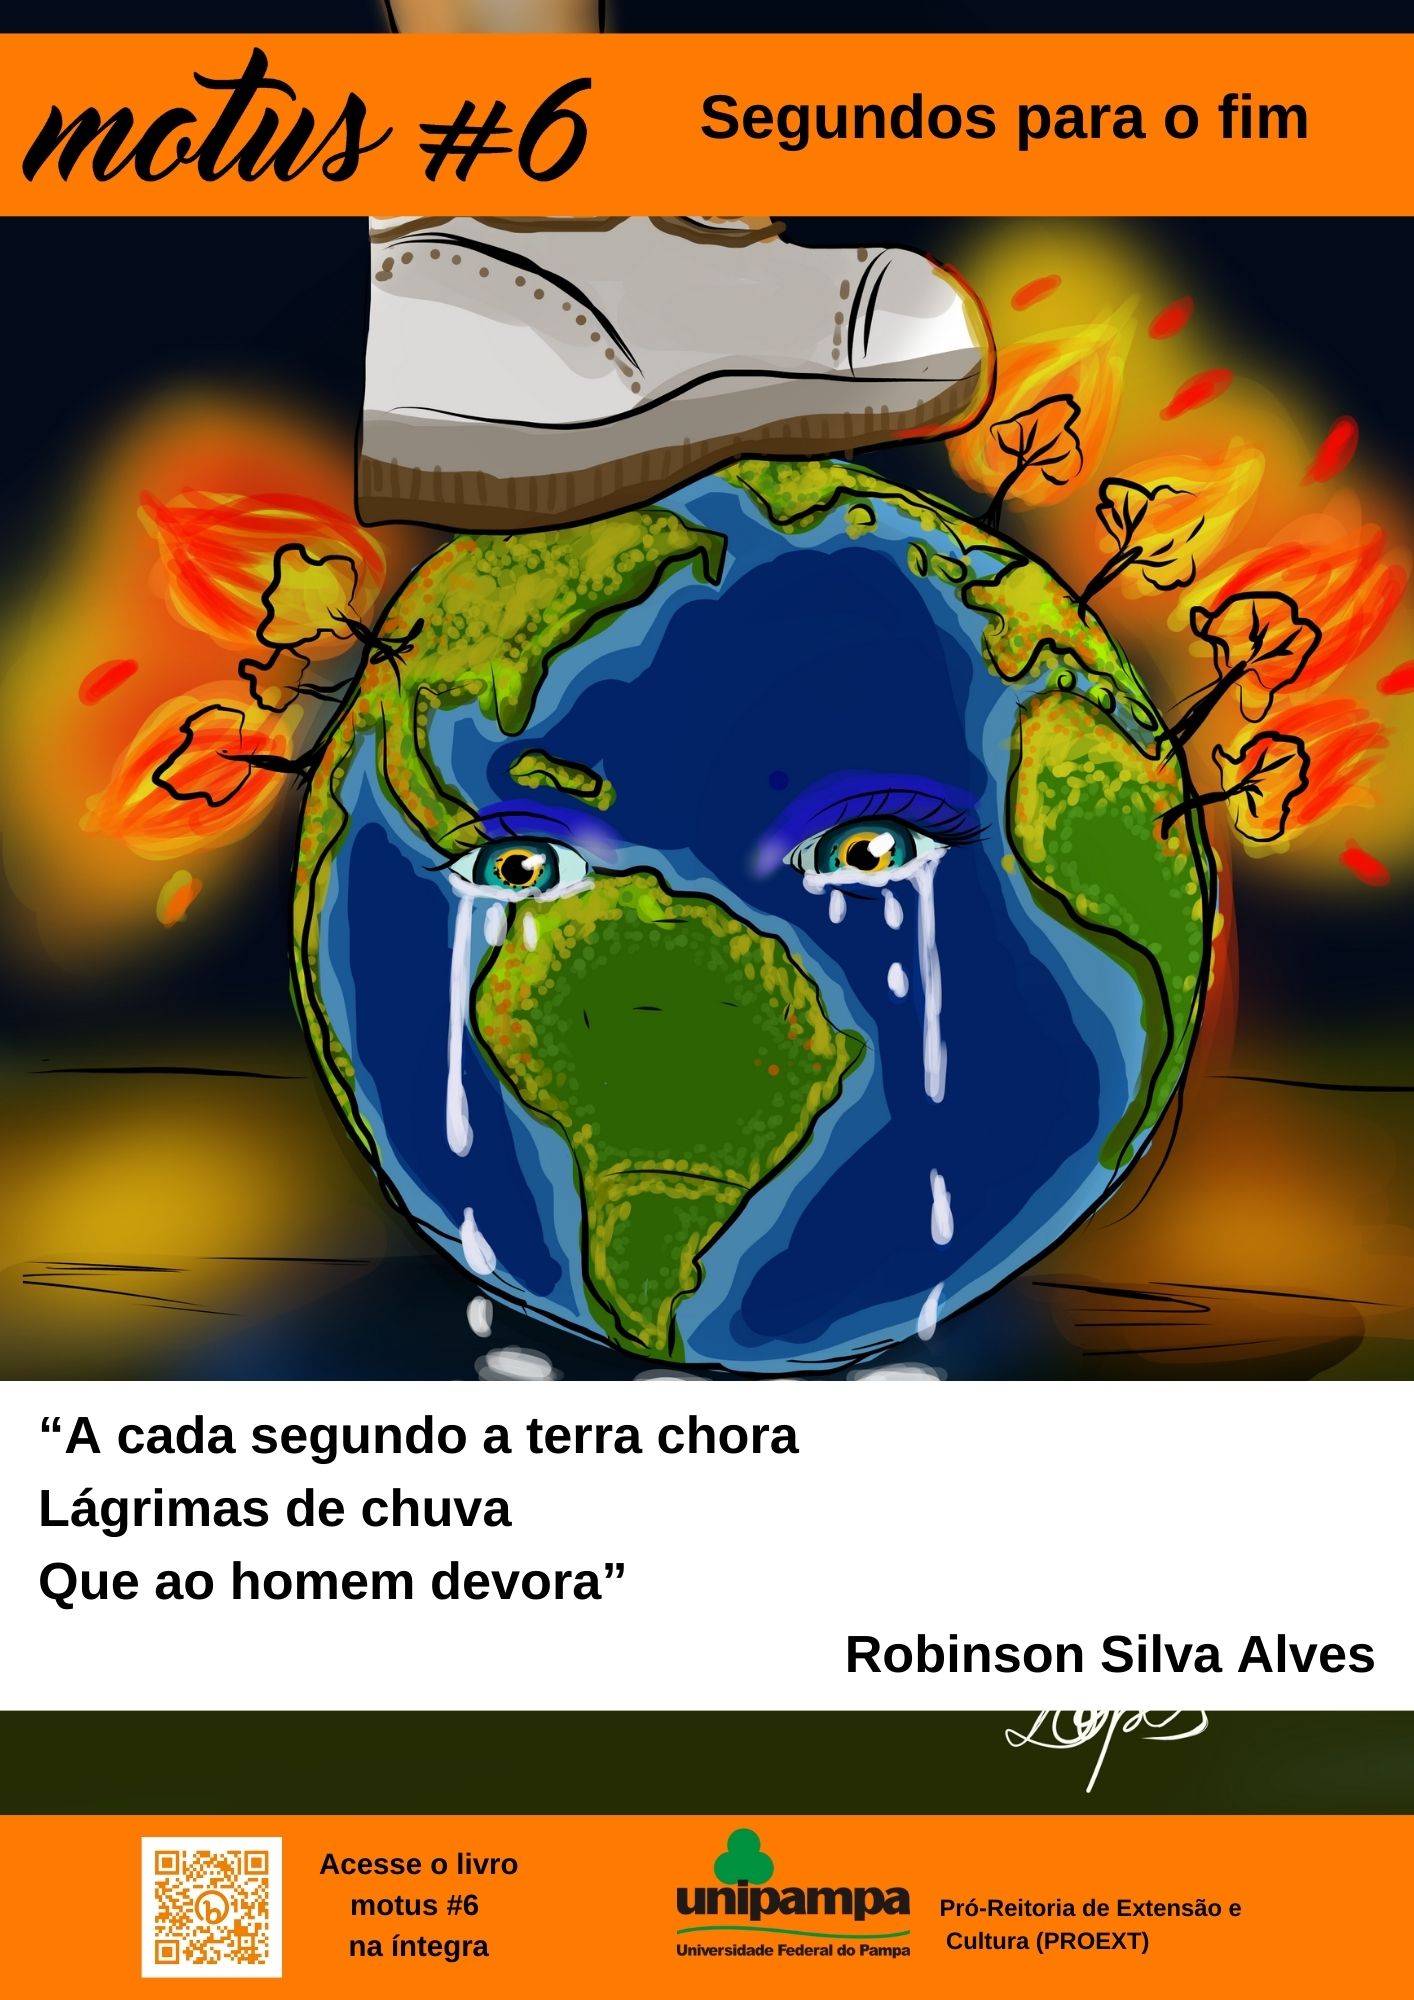 motus #6
Segundos para o fim
“A cada segundo a terra chora
Lágrimas de chuva
Que ao homem devora”
Robinson Silva Alves
Lopes
Acesse o livro
motus #6
na íntegra
unipampa
Universidade Federal do Pampa
Pró-Reitoria de Extensão e
Cultura (PROEXT)